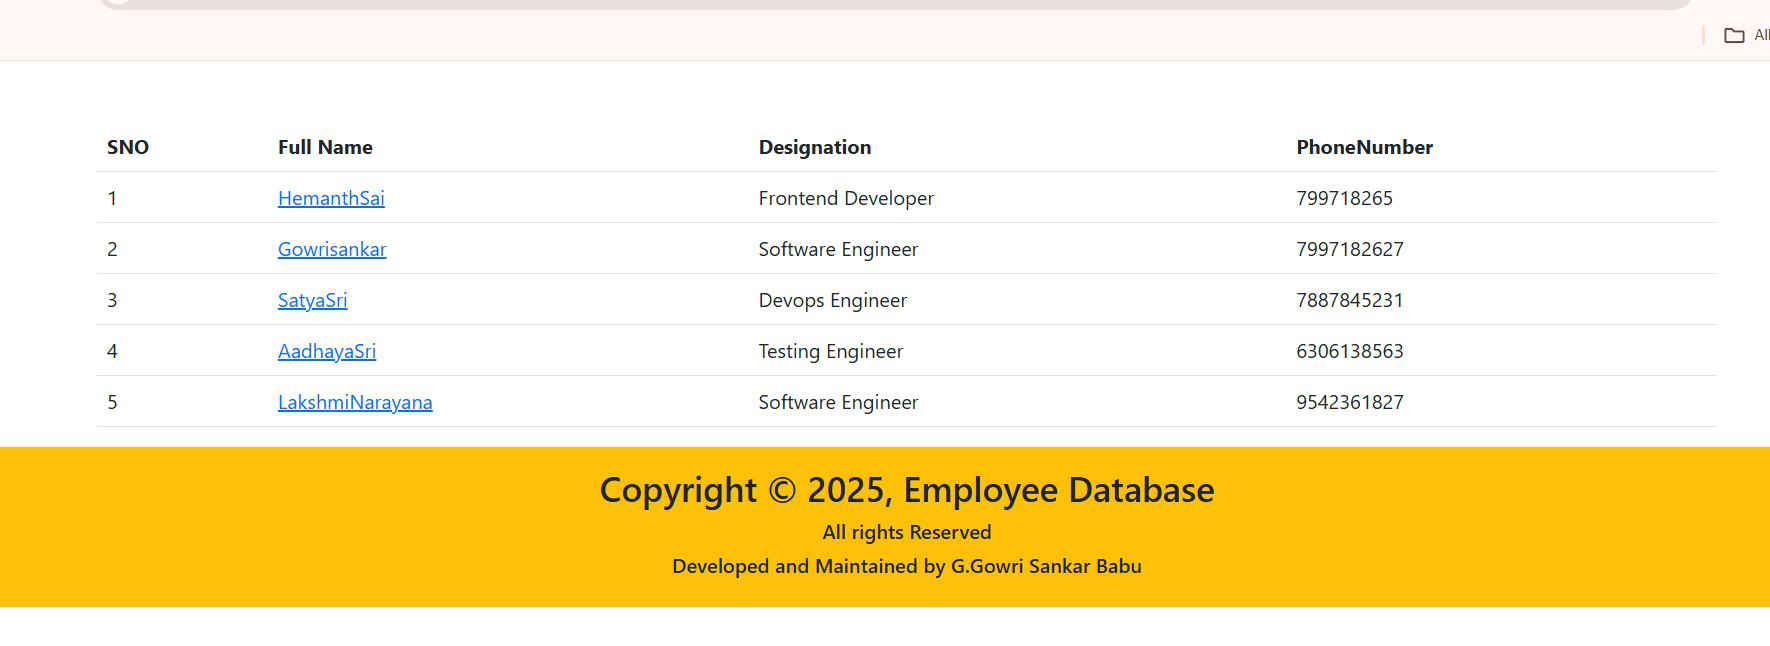 All
SNO Full Name Designation PhoneNumber
1 HemanthSai Frontend Developer 799718265
2 Gowrisankar Software Engineer 7997182627
3 SatyaSri Devops Engineer 7887845231
4 AadhayaSri Testing Engineer 6306138563
5 LakshmiNarayana Software Engineer 9542361827
Copyright © 2025, Employee Database
All rights Reserved
Developed and Maintained by G.Gowri Sankar Babu